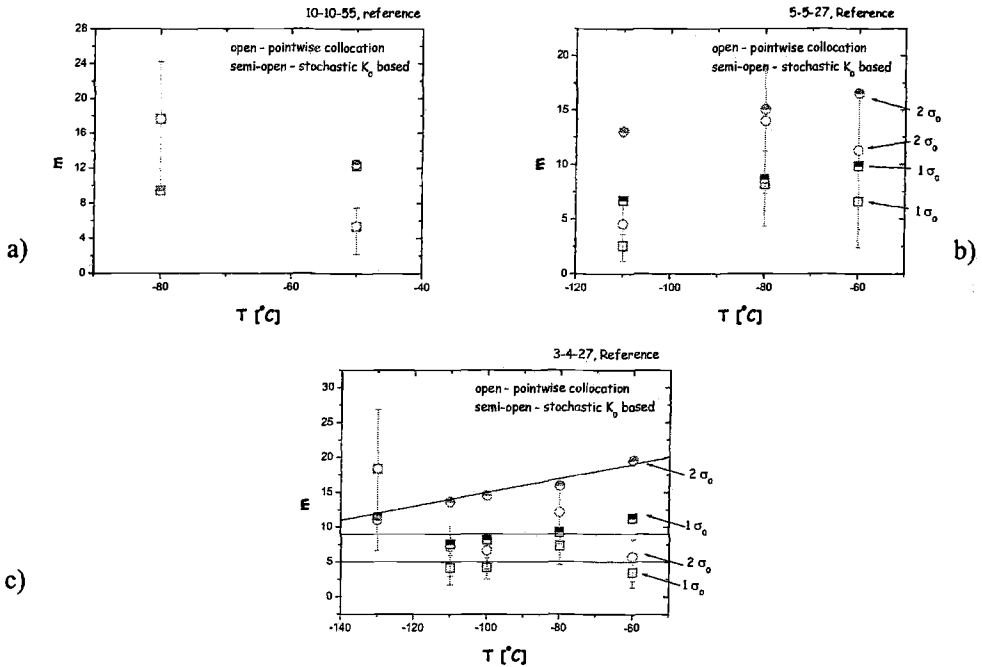 10-10-55, reference
open - pointwise collocation
semi-open - stochastic K₀ based
28
24
20
16
12
8
4
0
m
-80
-60
-40
T [°C]
a)
5-5-27, Reference
open - pointwise collocation
semi-open - stochastic K₀ based
20
15
10
5
0
m
-120
-100
-80
-60
T [°C]
2 σ₀
2 σ₀
1 σ₀
1 σ₀
b)
3-4-27, Reference
open - pointwise collocation
semi-open - stochastic K₀ based
30
25
20
15
10
5
0
m
-140
-120
-100
-80
-60
T [°C]
2 σ₀
1 σ₀
2 σ₀
1 σ₀
c)